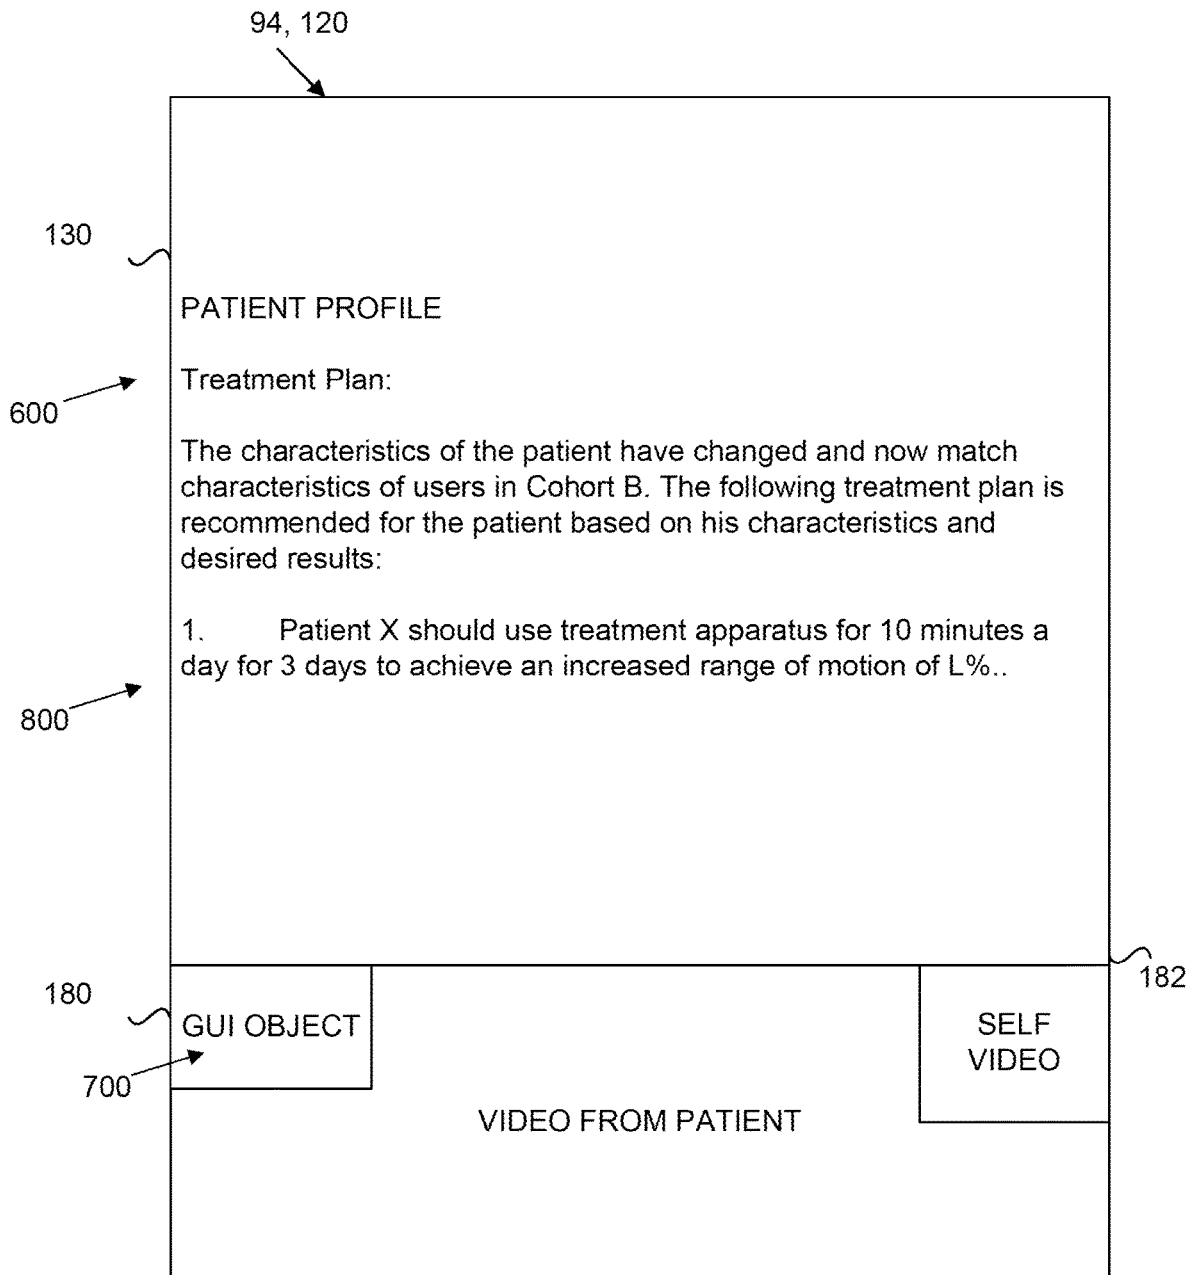 94, 120
130
PATIENT PROFILE
Treatment Plan:
600
The characteristics of the patient have changed and now match
characteristics of users in Cohort B. The following treatment plan is
recommended for the patient based on his characteristics and
desired results:
1. Patient X should use treatment apparatus for 10 minutes a
day for 3 days to achieve an increased range of motion of L%..
800
182
180
GUI OBJECT
SELF
VIDEO
700
VIDEO FROM PATIENT